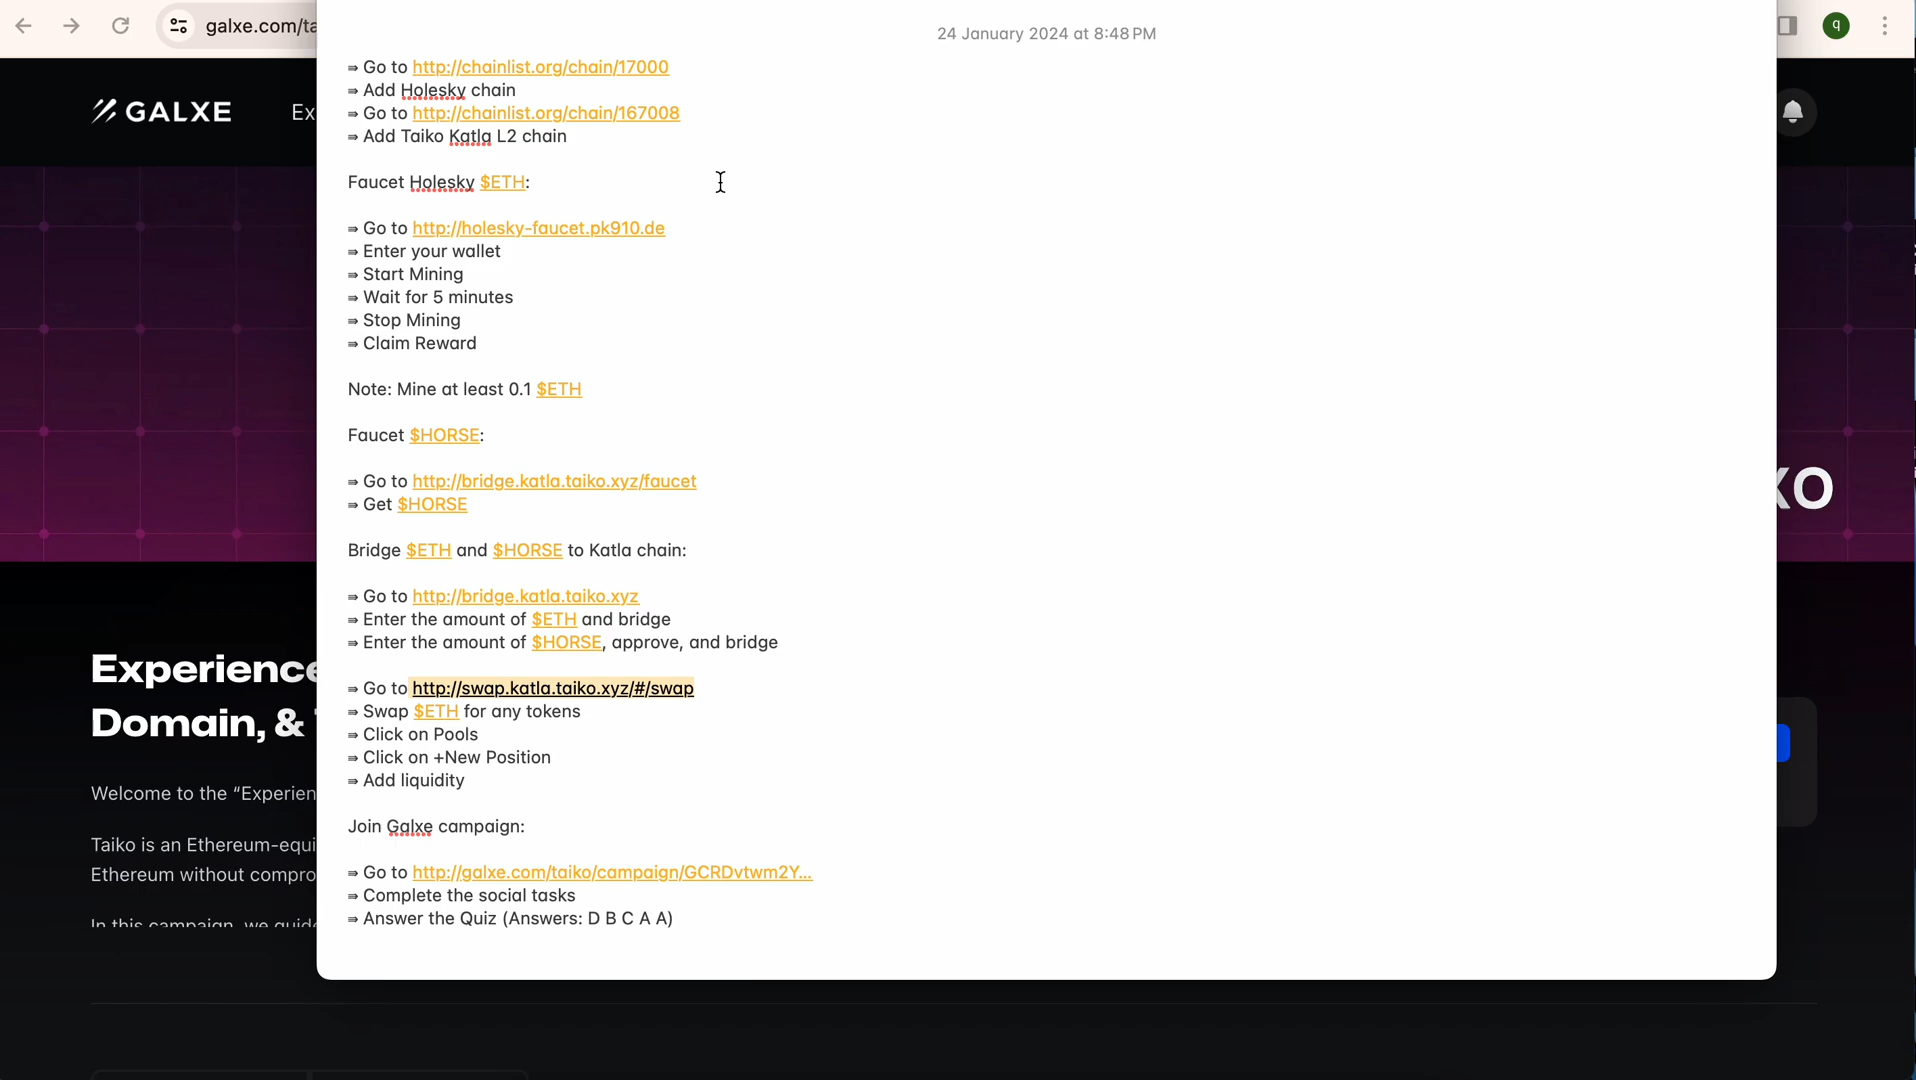 galxe.com/ta
q
24 January 2024 at 8:48 PM
⇛ Go to http://chainlist.org/chain/17000
⇛ Add Holesky chain
⇛ Go to http://chainlist.org/chain/167008
⇛ Add Taiko Katla L2 chain
Faucet Holesky $ETH:
⇛ Go to http://holesky-faucet.pk910.de
⇛ Enter your wallet
⇛ Start Mining
⇛ Wait for 5 minutes
⇛ Stop Mining
⇛ Claim Reward
Note: Mine at least 0.1 $ETH
Faucet $HORSE:
⇛ Go to http://bridge.katla.taiko.xyz/faucet
⇛ Get $HORSE
Bridge $ETH and $HORSE to Katla chain:
⇛ Go to http://bridge.katla.taiko.xyz
⇛ Enter the amount of $ETH and bridge
⇛ Enter the amount of $HORSE, approve, and bridge
⇛ Go to http://swap.katla.taiko.xyz/#/swap
⇛ Swap $ETH for any tokens
⇛ Click on Pools
⇛ Click on +New Position
⇛ Add liquidity
Join Galxe campaign:
⇛ Go to http://galxe.com/taiko/campaign/GCRDvtwm2Y...
⇛ Complete the social tasks
⇛ Answer the Quiz (Answers: D B C A A)
GALXE
Ex
KO
Experience
Domain, &
Welcome to the “Experien
Taiko is an Ethereum-equi
Ethereum without compro
In this campaign, we guide